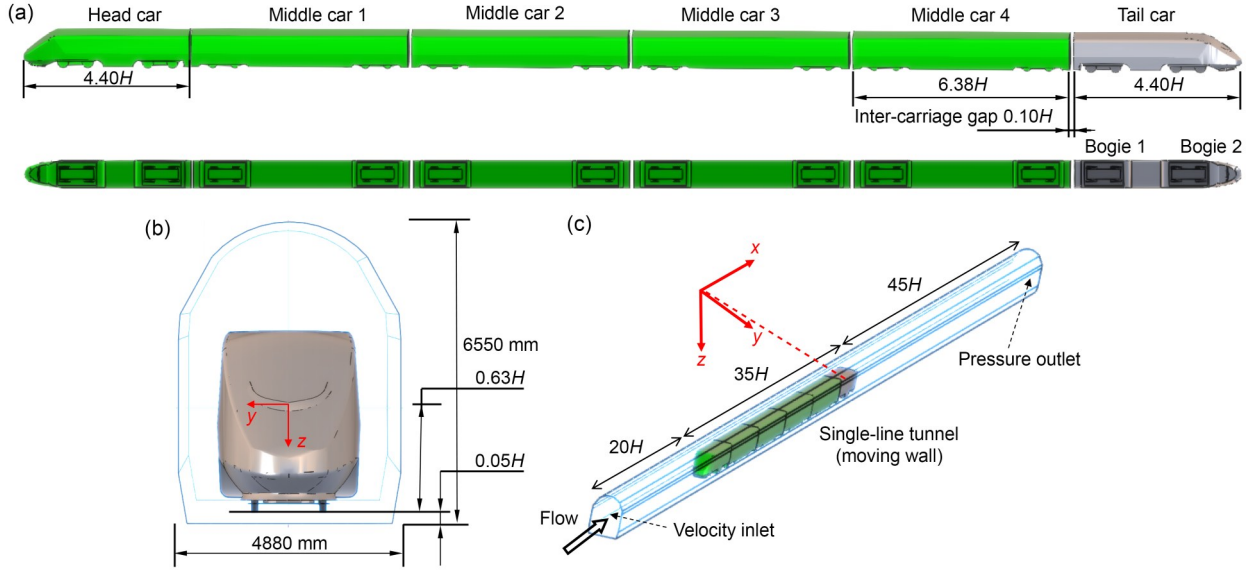 (a)
Head car
Middle car 1
Middle car 2
Middle car 3
Middle car 4
Tail car
4.40H
6.38H
4.40H
Inter-carriage gap 0.10H
Bogie 1
Bogie 2
(b)
6550 mm
0.63H
y
z
0.05H
4880 mm
(c)
x
y
z
45H
35H
20H
Pressure outlet
Single-line tunnel
(moving wall)
Flow
Velocity inlet